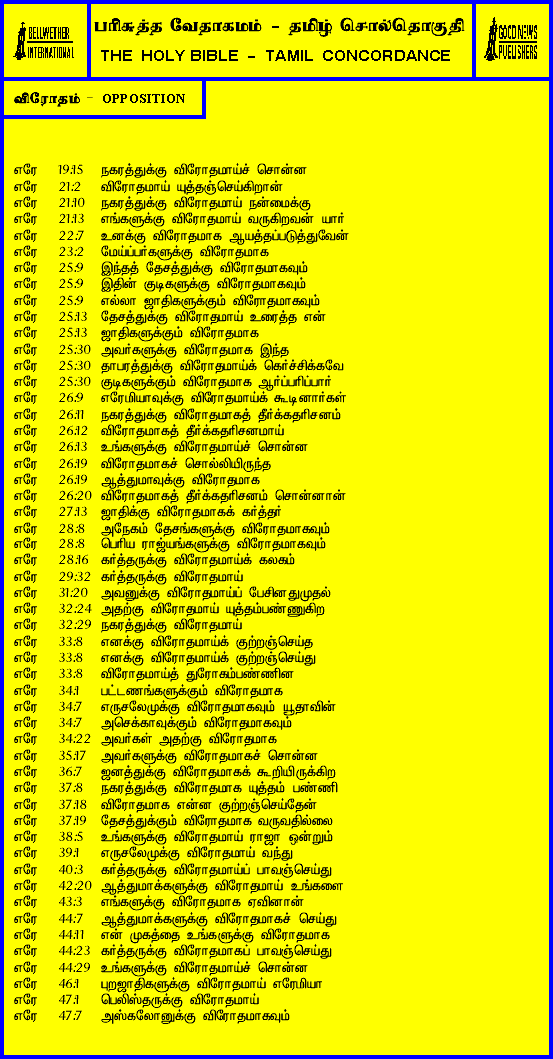 BELLWETHER INTERNATIONAL
பரிசுத்த வேதாகமம் - தமிழ் சொல்தொகுதி
THE HOLY BIBLE - TAMIL CONCORDANCE
GOOD NEWS PUBLISHERS
விரோதம் - OPPOSITION
எரே 19:15 நகரத்துக்கு விரோதமாய்ச் சொன்ன
எரே 21:2 விரோதமாய் யுத்தஞ்செய்கிறான்
எரே 21:10 நகரத்துக்கு விரோதமாய் நன்மைக்கு
எரே 21:13 எங்களுக்கு விரோதமாய் வருகிறவன் யார்
எரே 22:7 உனக்கு விரோதமாக ஆயத்தப்படுத்துவேன்
எரே 23:2 மேய்ப்பர்களுக்கு விரோதமாக
எரே 25:9 இந்தத் தேசத்துக்கு விரோதமாகவும்
எரே 25:9 இதின் குடிகளுக்கு விரோதமாகவும்
எரே 25:9 எல்லா ஜாதிகளுக்கும் விரோதமாகவும்
எரே 25:13 தேசத்துக்கு விரோதமாய் உரைத்த என்
எரே 25:13 ஜாதிகளுக்கும் விரோதமாக
எரே 25:30 அவர்களுக்கு விரோதமாக இந்த
எரே 25:30 தாபரத்துக்கு விரோதமாய்க் கெர்ச்சிக்கவே
எரே 25:30 குடிகளுக்கும் விரோதமாக ஆர்ப்பரிப்பார்
எரே 26:9 எரேமியாவுக்கு விரோதமாய்க் கூடினார்கள்
எரே 26:11 நகரத்துக்கு விரோதமாகத் தீர்க்கதரிசனம்
எரே 26:12 விரோதமாகத் தீர்க்கதரிசனமாய்
எரே 26:13 உங்களுக்கு விரோதமாய்ச் சொன்ன
எரே 26:19 விரோதமாகச் சொல்லியிருந்த
எரே 26:19 ஆத்துமாவுக்கு விரோதமாக
எரே 26:20 விரோதமாகத் தீர்க்கதரிசனம் சொன்னான்
எரே 27:13 ஜாதிக்கு விரோதமாகக் கர்த்தர்
எரே 28:8 அநேகம் தேசங்களுக்கு விரோதமாகவும்
எரே 28:8 பெரிய ராஜ்யங்களுக்கு விரோதமாகவும்
எரே 28:16 கர்த்தருக்கு விரோதமாய்க் கலகம்
எரே 29:32 கர்த்தருக்கு விரோதமாய்
எரே 31:20 அவனுக்கு விரோதமாய்ப் பேசினதுமுதல்
எரே 32:24 அதற்கு விரோதமாய் யுத்தம்பண்ணுகிற
எரே 32:29 நகரத்துக்கு விரோதமாய்
எரே 33:8 எனக்கு விரோதமாய்க் குற்றஞ்செய்த
எரே 33:8 எனக்கு விரோதமாய்க் குற்றஞ்செய்து
எரே 33:8 விரோதமாய்த் துரோகம்பண்ணின
எரே 34:1 பட்டணங்களுக்கும் விரோதமாக
எரே 34:7 எருசலேமுக்கு விரோதமாகவும் யூதாவின்
எரே 34:7 அசெக்காவுக்கும் விரோதமாகவும்
எரே 34:22 அவர்கள் அதற்கு விரோதமாக
எரே 35:17 அவர்களுக்கு விரோதமாகச் சொன்ன
எரே 36:7 ஜனத்துக்கு விரோதமாகக் கூறியிருக்கிற
எரே 37:8 நகரத்துக்கு விரோதமாக யுத்தம் பண்ணி
எரே 37:18 விரோதமாக என்ன குற்றஞ்செய்தேன்
எரே 37:19 தேசத்துக்கும் விரோதமாக வருவதில்லை
எரே 38:5 உங்களுக்கு விரோதமாய் ராஜா ஒன்றும்
எரே 39:1 எருசலேமுக்கு விரோதமாய் வந்து
எரே 40:3 கர்த்தருக்கு விரோதமாய்ப் பாவஞ்செய்து
எரே 42:20 ஆத்துமாக்களுக்கு விரோதமாய் உங்களை
எரே 43:3 எங்களுக்கு விரோதமாக ஏவினான்
எரே 44:7 ஆத்துமாக்களுக்கு விரோதமாகச் செய்து
எரே 44:11 என் முகத்தை உங்களுக்கு விரோதமாக
எரே 44:23 கர்த்தருக்கு விரோதமாகப் பாவஞ்செய்து
எரே 44:29 உங்களுக்கு விரோதமாய்ச் சொன்ன
எரே 46:1 புறஜாதிகளுக்கு விரோதமாய் எரேமியா
எரே 47:1 பெலிஸ்தருக்கு விரோதமாய்
எரே 47:7 அஸ்கலோனுக்கு விரோதமாகவும்